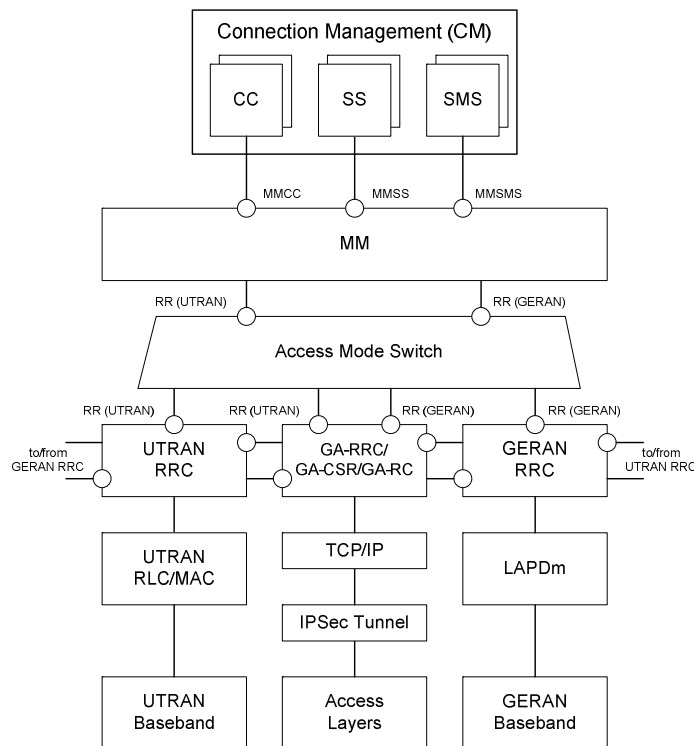 Connection Management (CM)
CC
SS
SMS
MMCC
MMSS
MMSMS
MM
RR (UTRAN)
RR (GERAN)
Access Mode Switch
RR (UTRAN)
RR (UTRAN)
RR (GERAN)
RR (GERAN)
to/from
GERAN RRC
UTRAN
RRC
GA-RRC/
GA-CSR/GA-RC
GERAN
RRC
to/from
UTRAN RRC
UTRAN
RLC/MAC
TCP/IP
LAPDm
IPSec Tunnel
UTRAN
Baseband
Access
Layers
GERAN
Baseband